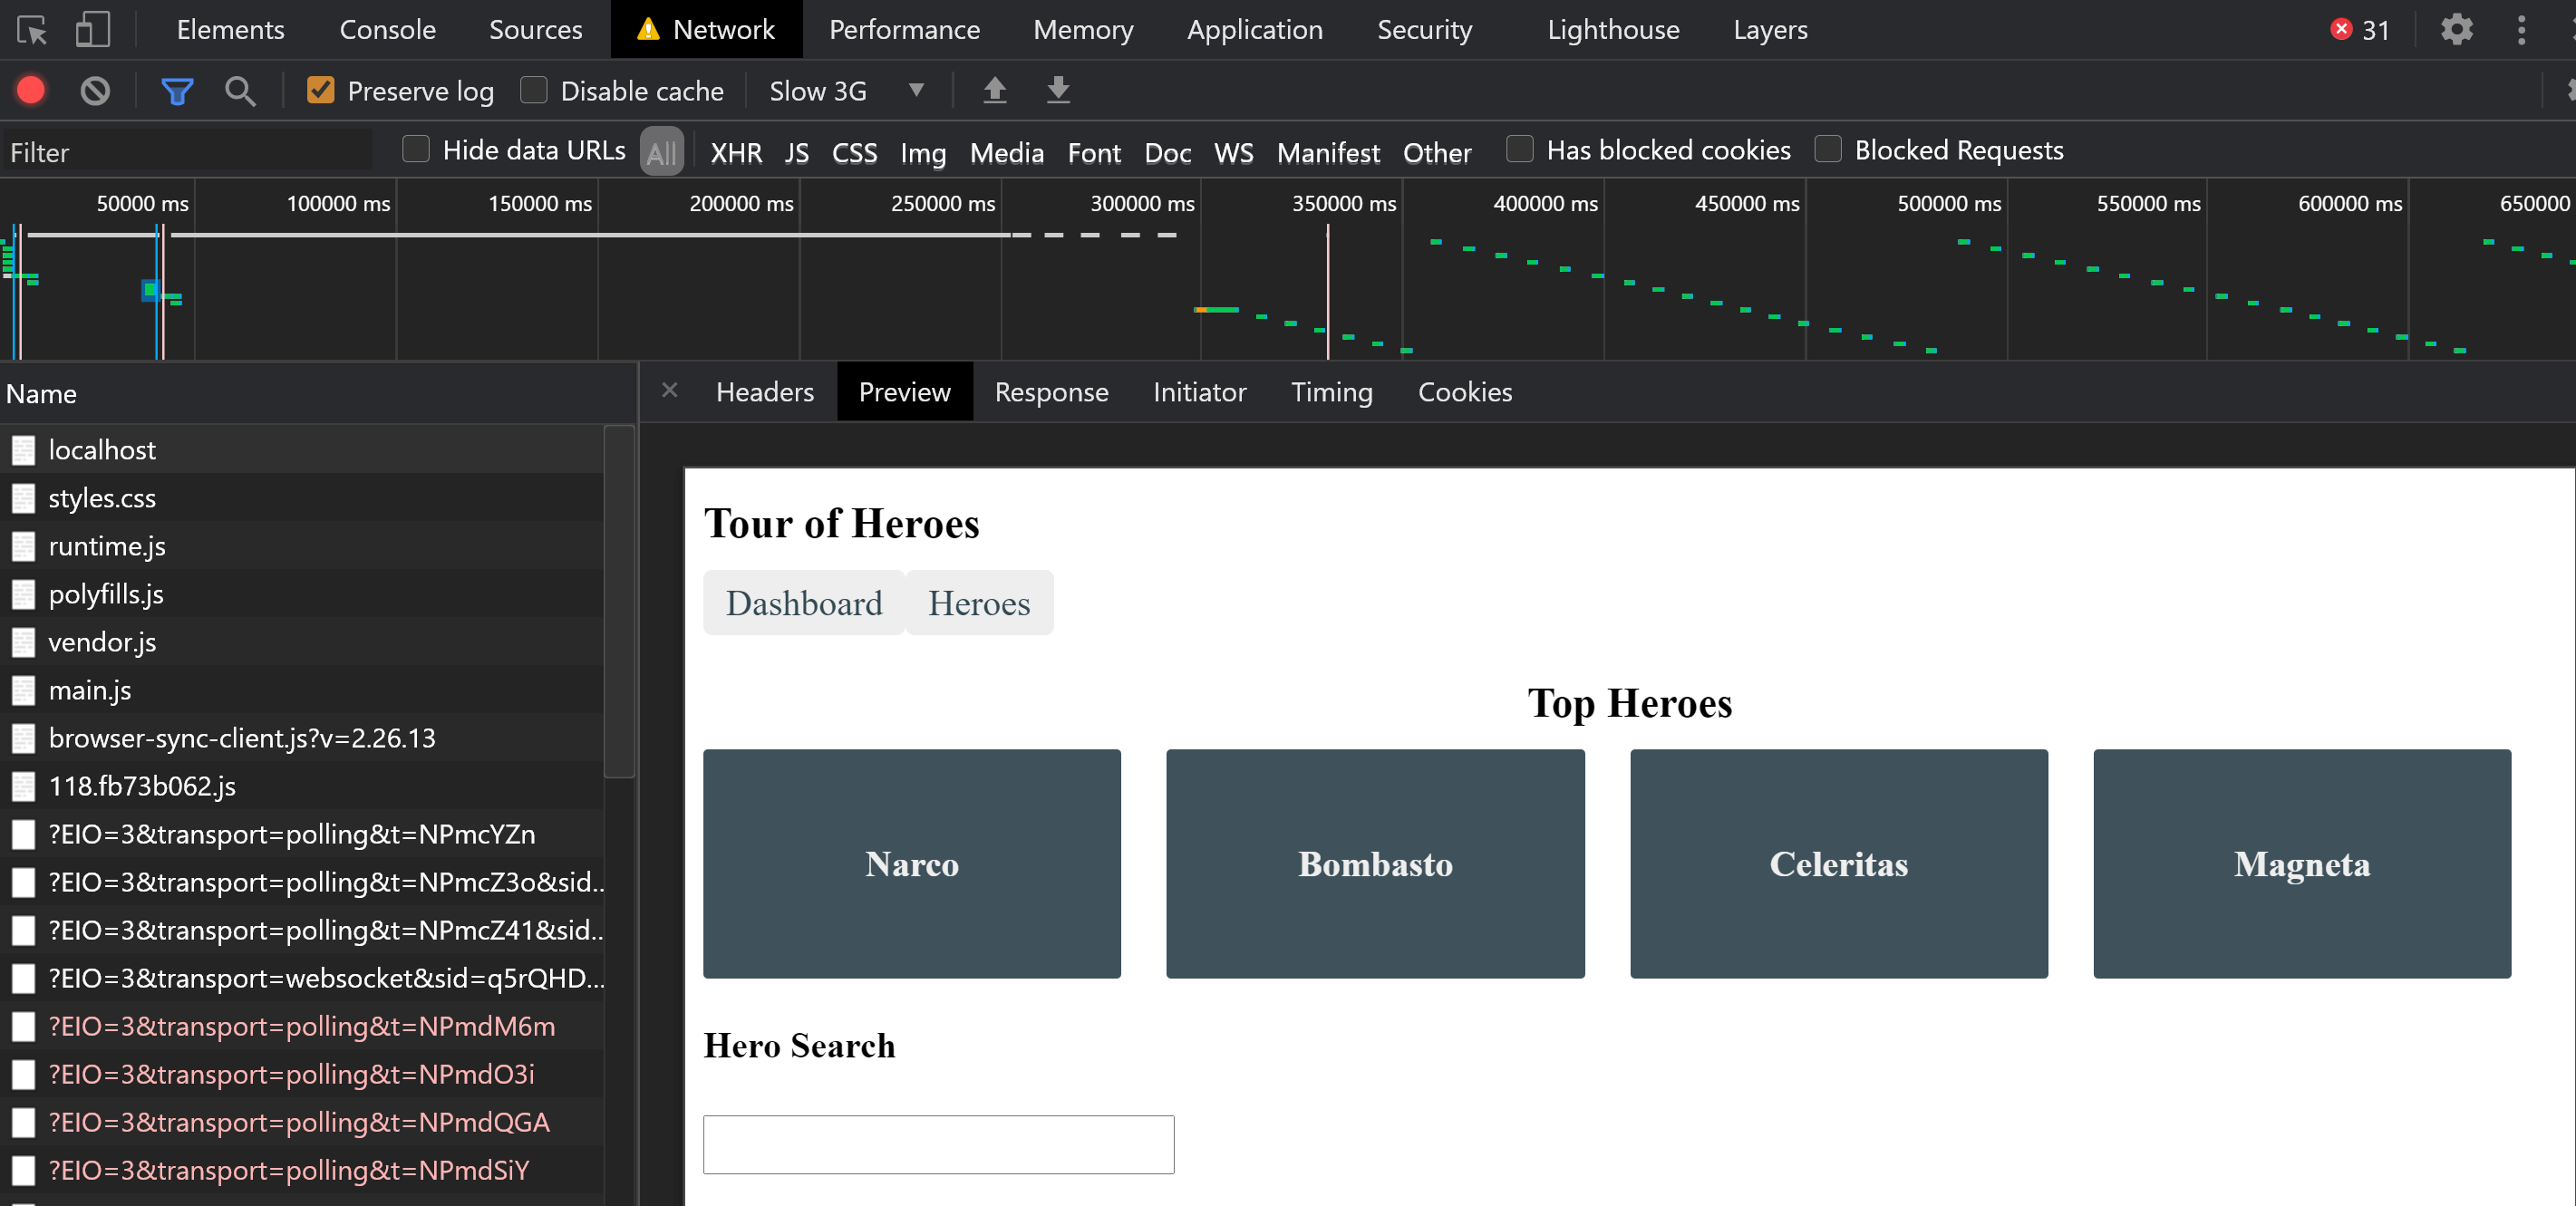 Elements Console Sources Network Performance Memory Application Security Lighthouse Layers 31
Preserve log Disable cache Slow 3G
Filter Hide data URLs All XHR JS CSS Img Media Font Doc WS Manifest Other Has blocked cookies Blocked Requests
50000 ms 100000 ms 150000 ms 200000 ms 250000 ms 300000 ms 350000 ms 400000 ms 450000 ms 500000 ms 550000 ms 600000 ms 650000
Name
Headers Preview Response Initiator Timing Cookies
localhost
styles.css
runtime.js
polyfills.js
vendor.js
main.js
browser-sync-client.js?v=2.26.13
118.fb73b062.js
?EIO=3&transport=polling&t=NPmcYZn
?EIO=3&transport=polling&t=NPmcZ3o&sid...
?EIO=3&transport=polling&t=NPmcZ41&sid...
?EIO=3&transport=websocket&sid=q5rQHD...
?EIO=3&transport=polling&t=NPmdM6m
?EIO=3&transport=polling&t=NPmdO3i
?EIO=3&transport=polling&t=NPmdQGA
?EIO=3&transport=polling&t=NPmdSiY
Tour of Heroes
Dashboard Heroes
Top Heroes
Narco Bombasto Celeritas Magneta
Hero Search